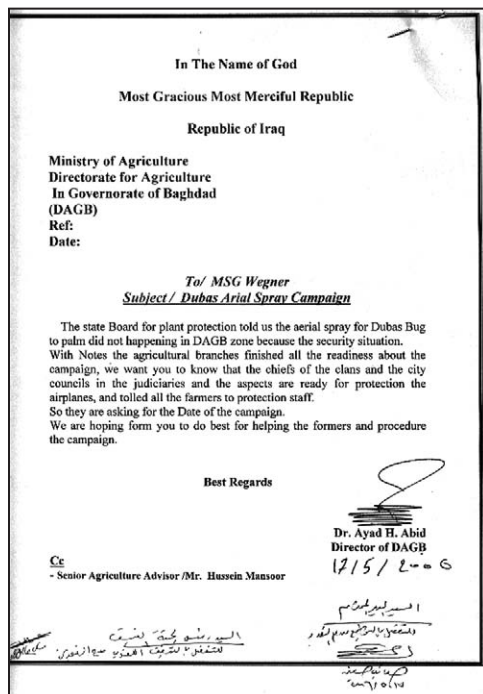 In The Name of God
Most Gracious Most Merciful Republic
Republic of Iraq
Ministry of Agriculture
Directorate for Agriculture
In Governorate of Baghdad
(DAGB)
Ref:
Date:
To/ MSG Wegner
Subject / Dubas Arial Spray Campaign
The state Board for plant protection told us the aerial spray for Dubas Bug
to palm did not happening in DAGB zone because the security situation.
With Notes the agricultural branches finished all the readiness about the
campaign, we want you to know that the chiefs of the clans and the city
councils in the judiciaries and the aspects are ready for protection the
airplanes, and tolled all the farmers to protection staff.
So they are asking for the Date of the campaign.
We are hoping form you to do best for helping the formers and procedure
the campaign.
Best Regards
Dr. Ayad H. Abid
Director of DAGB
17/5/2006
Cc
- Senior Agriculture Advisor /Mr. Hussein Mansoor